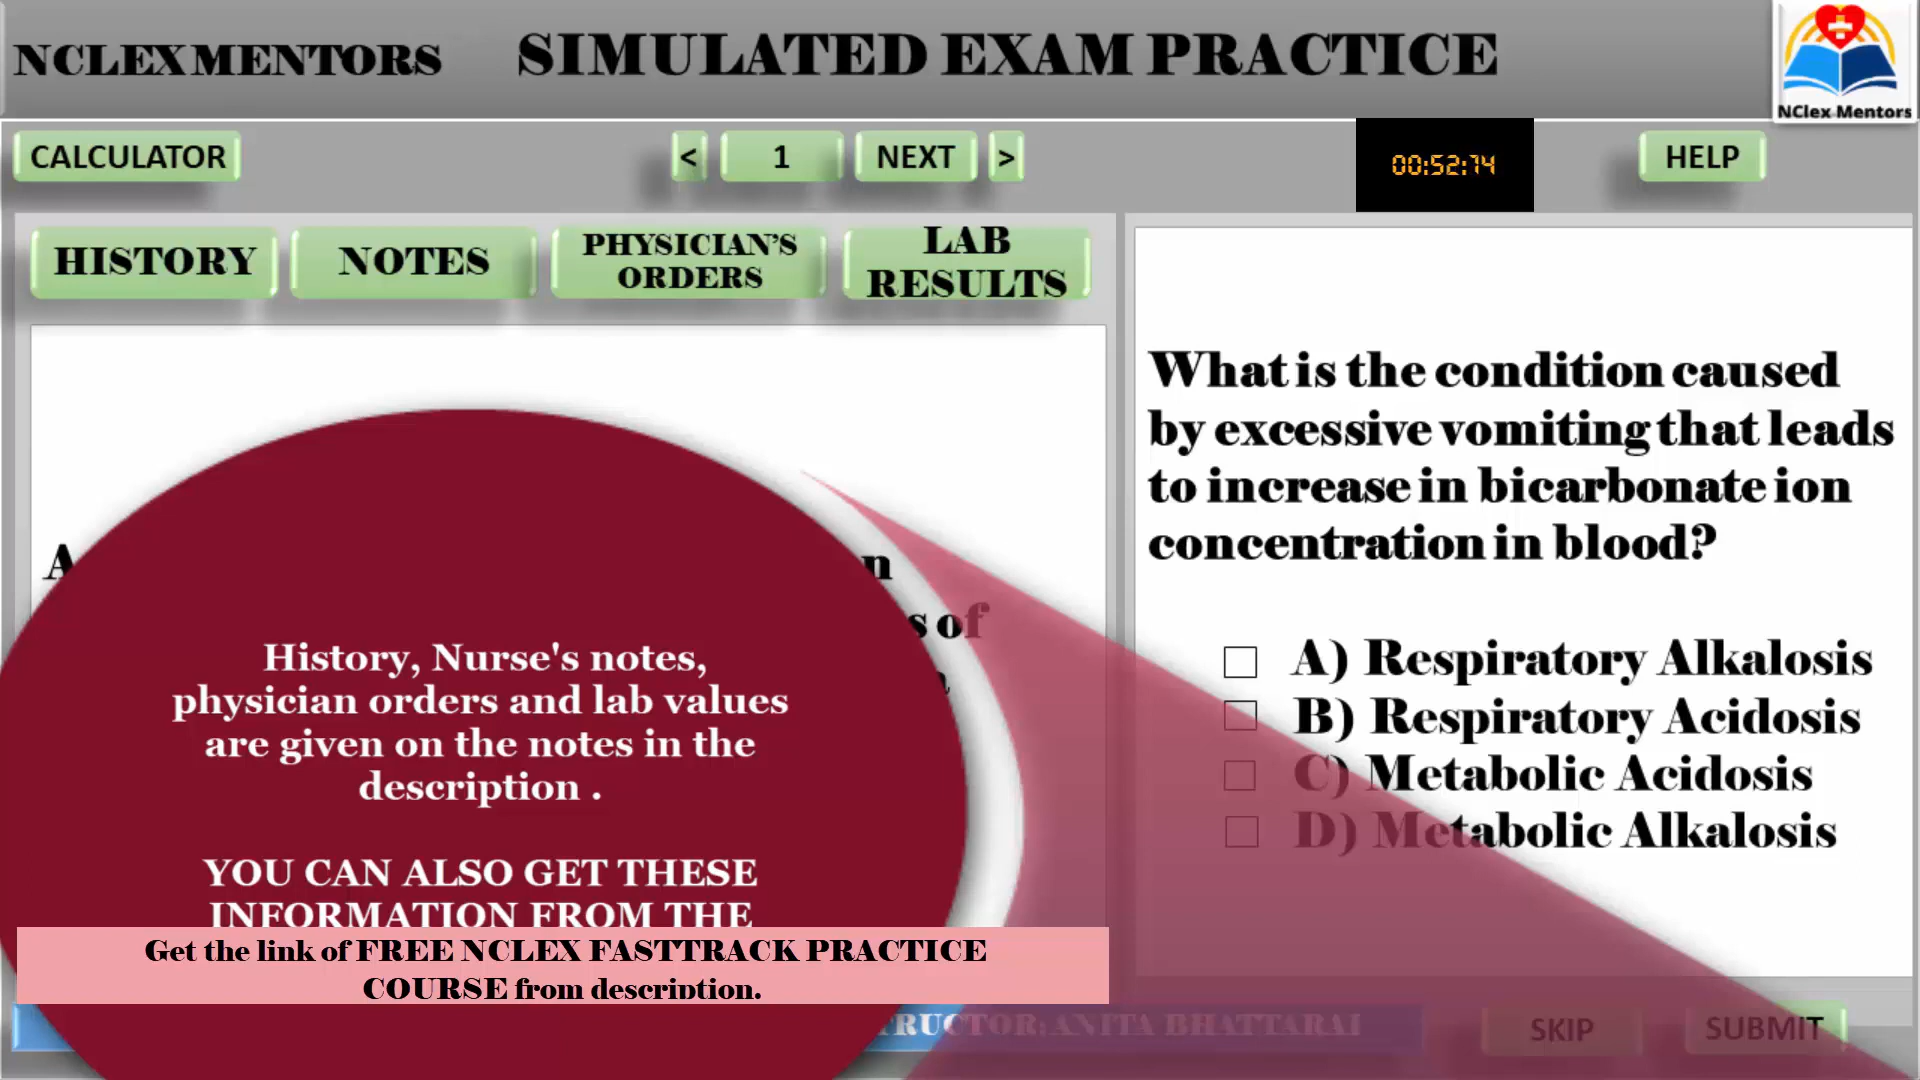 NCLEX MENTORS
SIMULATED EXAM PRACTICE
NClex Mentors
CALCULATOR
<
1
NEXT
>
00:52:14
HELP
HISTORY
NOTES
PHYSICIAN'S
ORDERS
LAB
RESULTS
What is the condition caused
by excessive vomiting that leads
to increase in bicarbonate ion
concentration in blood?
A) Respiratory Alkalosis
B) Respiratory Acidosis
C) Metabolic Acidosis
D) Metabolic Alkalosis
History, Nurse's notes,
physician orders and lab values
are given on the notes in the
description .
YOU CAN ALSO GET THESE
INFORMATION FROM THE
Get the link of FREE NCLEX FASTTRACK PRACTICE
COURSE from description.
ANITA BHATTARAI
SKIP
SUBMIT